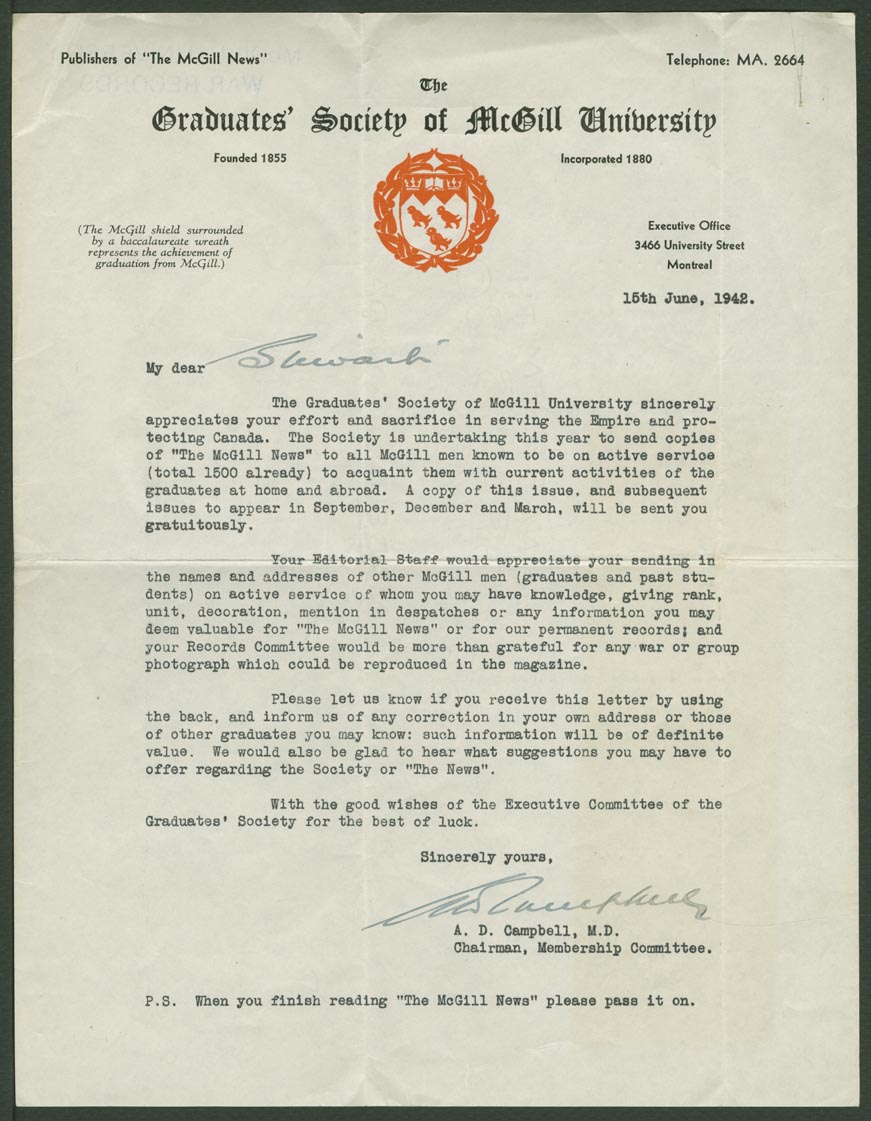 Publishers of "The McGill News"
Telephone: MA. 2664
The
Graduates' Society of McGill University
Founded 1855
Incorporated 1880
(The McGill shield surrounded
by a baccalaureate wreath
represents the achievement of
graduation from McGill.)
Executive Office
3466 University Street
Montreal
15th June, 1942.
My dear Stewart
The Graduates' Society of McGill University sincerely
appreciates your effort and sacrifice in serving the Empire and pro-
tecting Canada. The Society is undertaking this year to send copies
of "The McGill News" to all McGill men known to be on active service
(total 1500 already) to acquaint them with current activities of the
graduates at home and abroad. A copy of this issue, and subsequent
issues to appear in September, December and March, will be sent you
gratuitously.
Your Editorial Staff would appreciate your sending in
the names and addresses of other McGill men (graduates and past stu-
dents) on active service of whom you may have knowledge, giving rank,
unit, decoration, mention in despatches or any information you may
deem valuable for "The McGill News" or for our permanent records; and
your Records Committee would be more than grateful for any war or group
photograph which could be reproduced in the magazine.
Please let us know if you receive this letter by using
the back, and inform us of any correction in your own address or those
of other graduates you may know: such information will be of definite
value. We would also be glad to hear what suggestions you may have to
offer regarding the Society or "The News".
With the good wishes of the Executive Committee of the
Graduates' Society for the best of luck.
Sincerely yours,
AD Campbell
A. D. Campbell, M.D.
Chairman, Membership Committee.
P.S. When you finish reading "The McGill News" please pass it on.